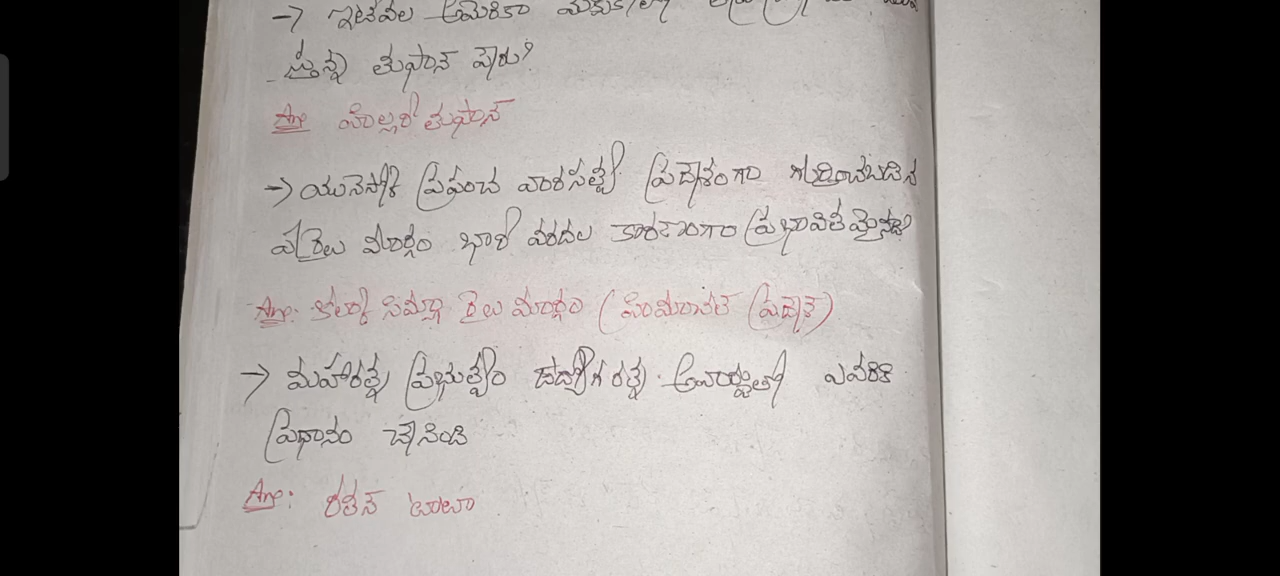 → ఇటీవల అమెరికా
స్తున్న తుఫాన్ పేరు?
Ans హిల్లరీ తుఫాన్
→ యునెస్కో ప్రపంచ వారసత్వ ప్రదేశంగా గుర్తించబడిన
ఏ రైలు మార్గం భారీ వరదల కారణంగా ప్రభావితమైనది
Ans: కల్కా సిమ్లా రైలు మార్గం (హిమాచల్ ప్రదేశ్)
→ మహారాష్ట్ర ప్రభుత్వం ఉద్యోగ రత్న అవార్డుతో ఎవరికి
ప్రధానం చేసింది
Ans: రతన్ టాటా